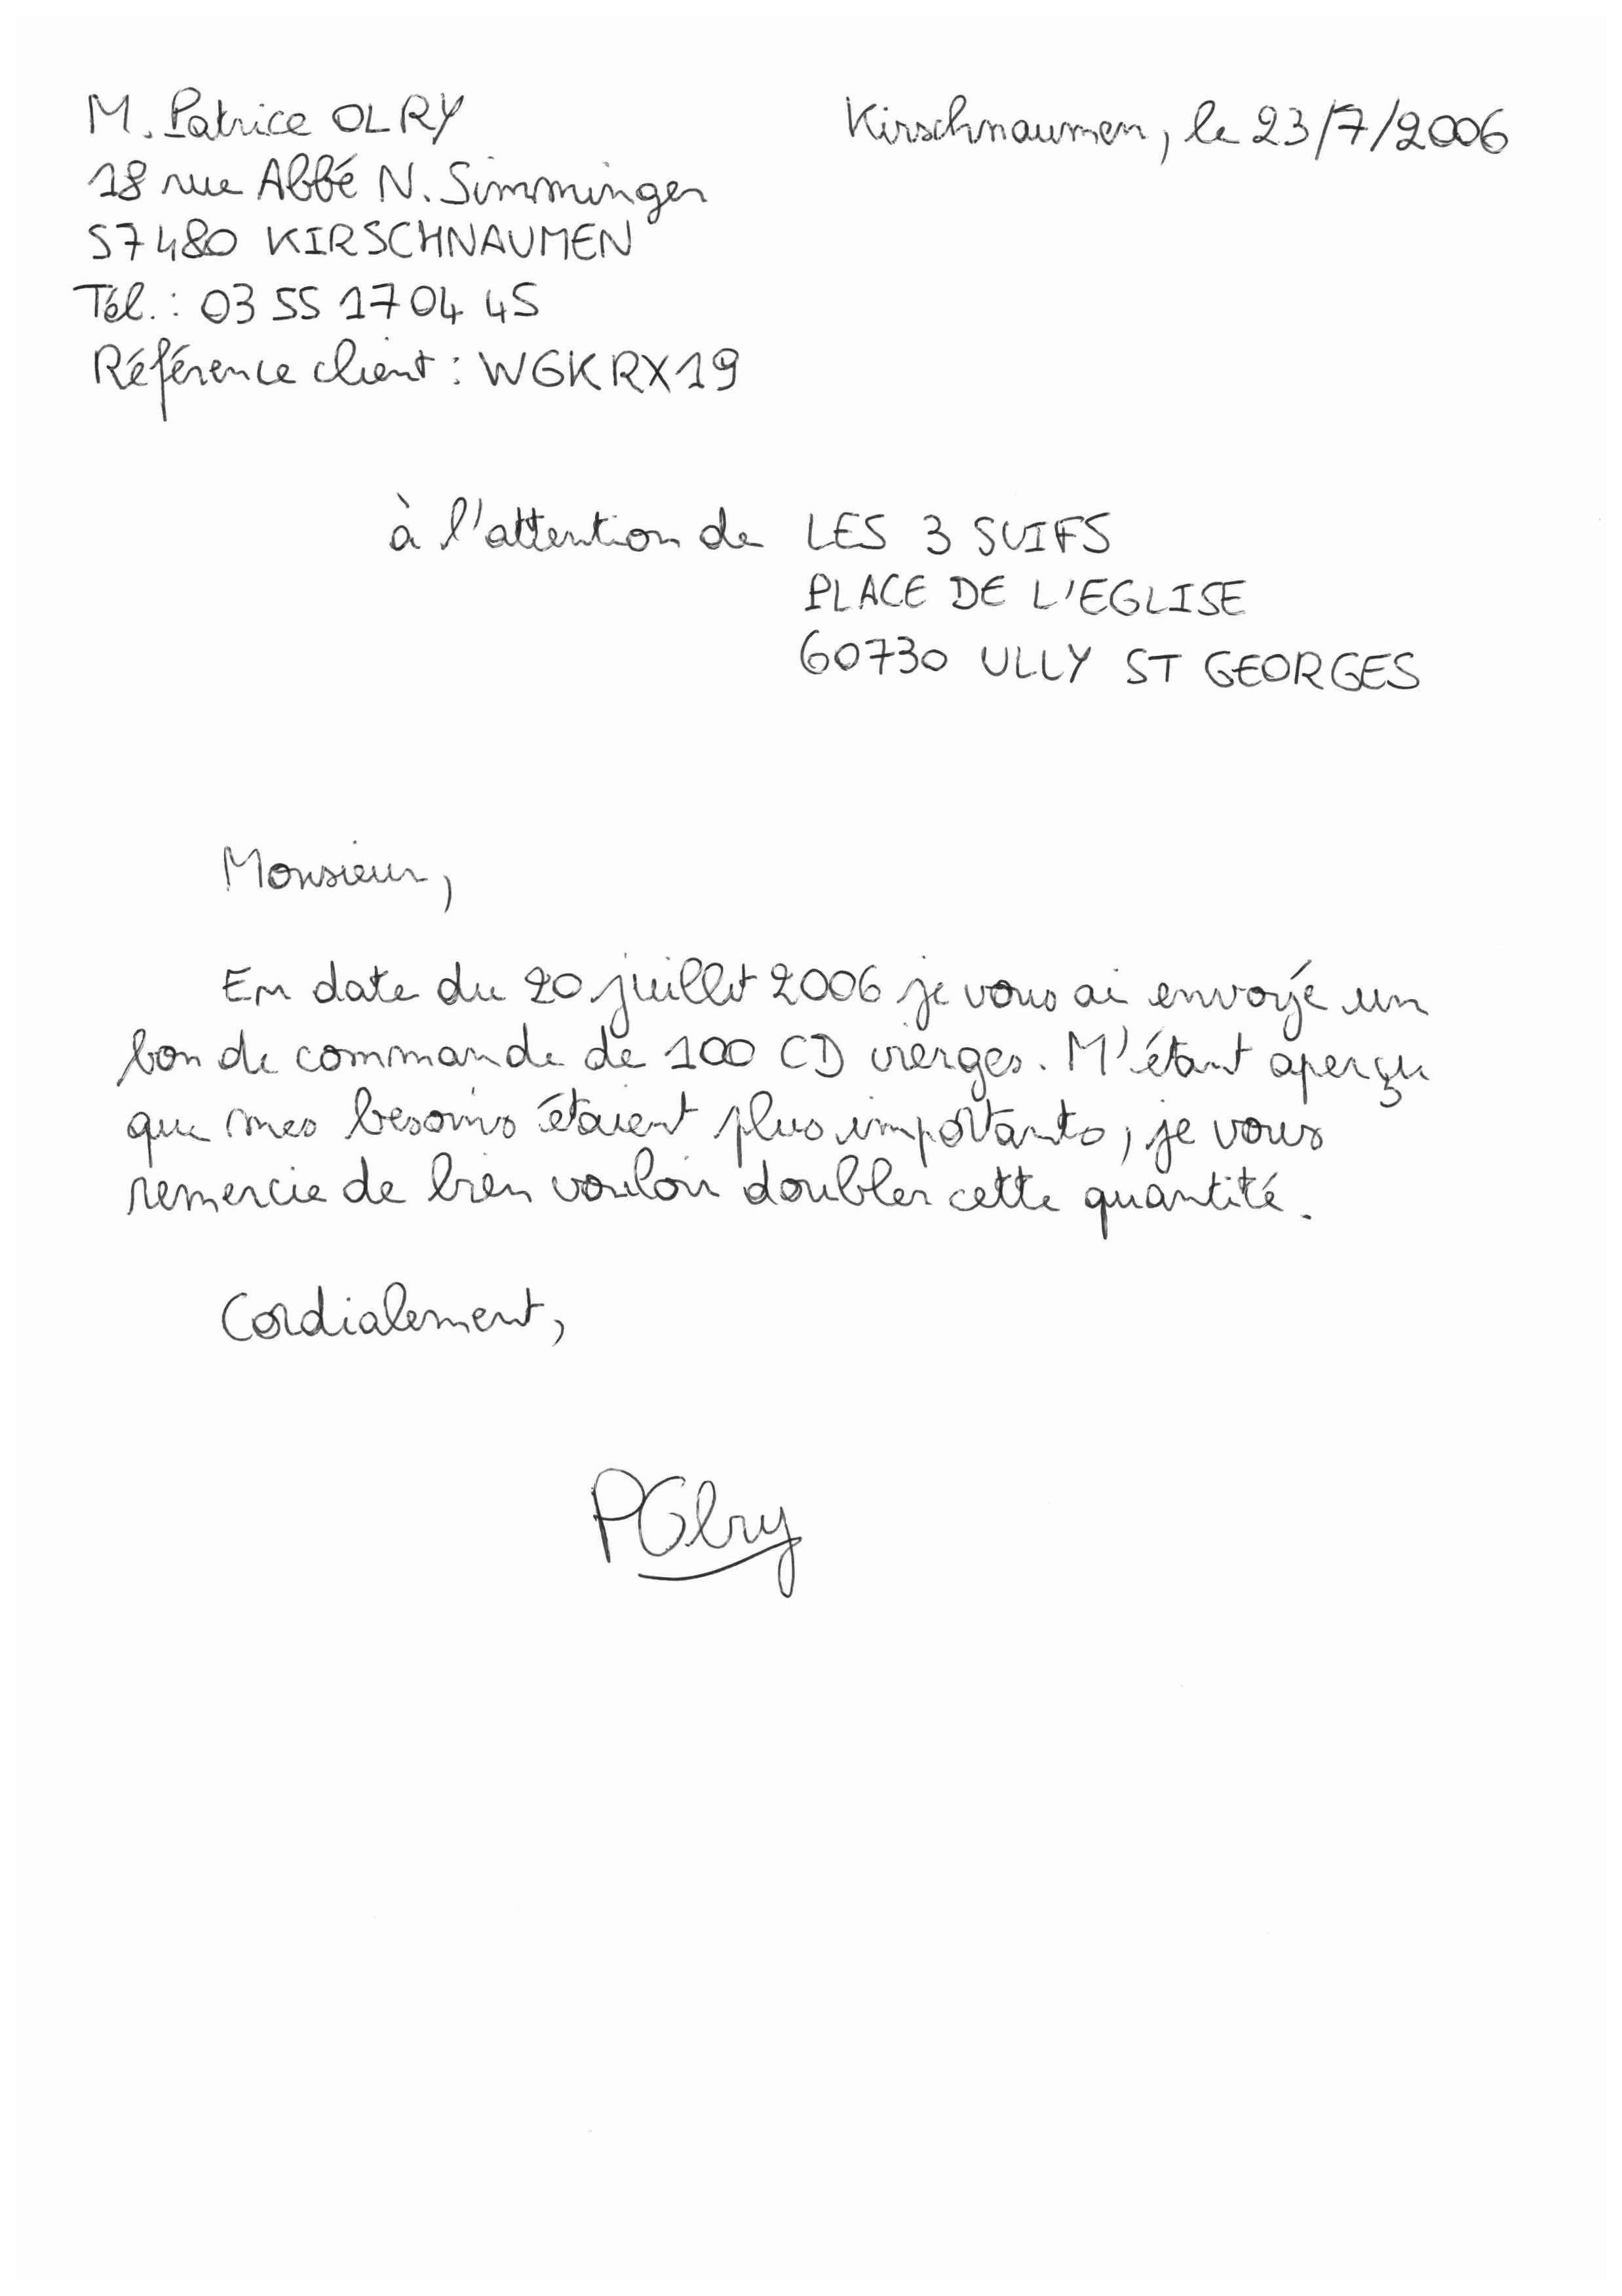 M. Patrice OLRY
18 rue Abbé N. Simminger
57480 KIRSCHNAUMEN
Tél. : 03 55 17 04 45
Référence client : WGKRX19
Kirschnaumen, le 23/7/2006
à l'attention de LES 3 SUIFS
PLACE DE L'EGLISE
60730 ULLY ST GEORGES
Monsieur,
En date du 20 juillet 2006 je vous ai envoyé un
bon de commande de 100 CD vierges. M'étant aperçu
que mes besoins étaient plus importants, je vous
remercie de bien vouloir doubler cette quantité.
Cordialement,
POlry